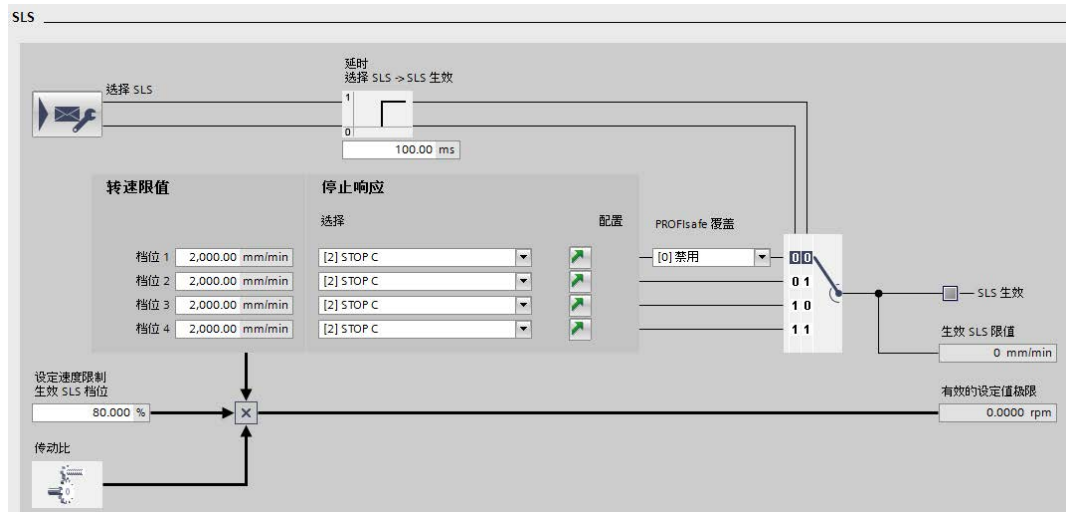 SLS
延时
选择 SLS -> SLS 生效
选择 SLS
1
0
100.00 ms
转速限值
停止响应
选择
配置
PROFIsafe 覆盖
档位 1 2,000.00 mm/min [2] STOP C [0] 禁用 0 0
档位 2 2,000.00 mm/min [2] STOP C 0 1
档位 3 2,000.00 mm/min [2] STOP C 1 0
档位 4 2,000.00 mm/min [2] STOP C 1 1
SLS 生效
生效 SLS 限值
0 mm/min
设定速度限制
生效 SLS 档位
80.000 %
×
有效的设定值极限
0.0000 rpm
传动比